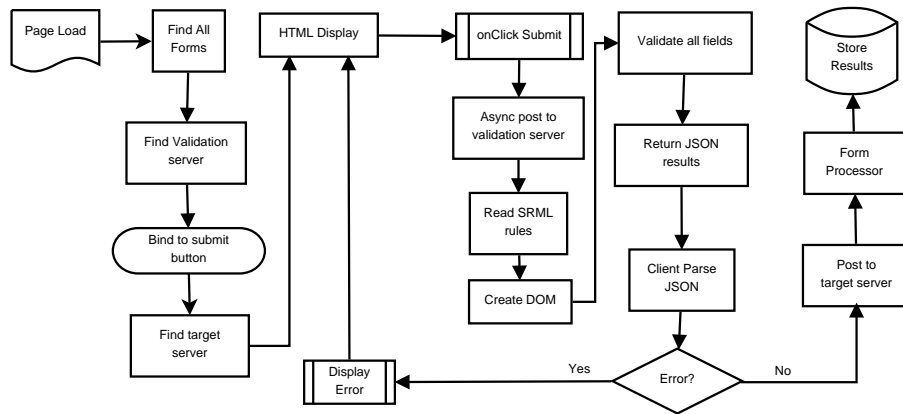 Page Load
Find All
Forms
Find Validation
server
Bind to submit
button
Find target
server
HTML Display
onClick Submit
Async post to
validation server
Read SRML
rules
Create DOM
Validate all fields
Return JSON
results
Client Parse
JSON
Error?
Yes
Display
Error
No
Post to
target server
Form
Processor
Store
Results